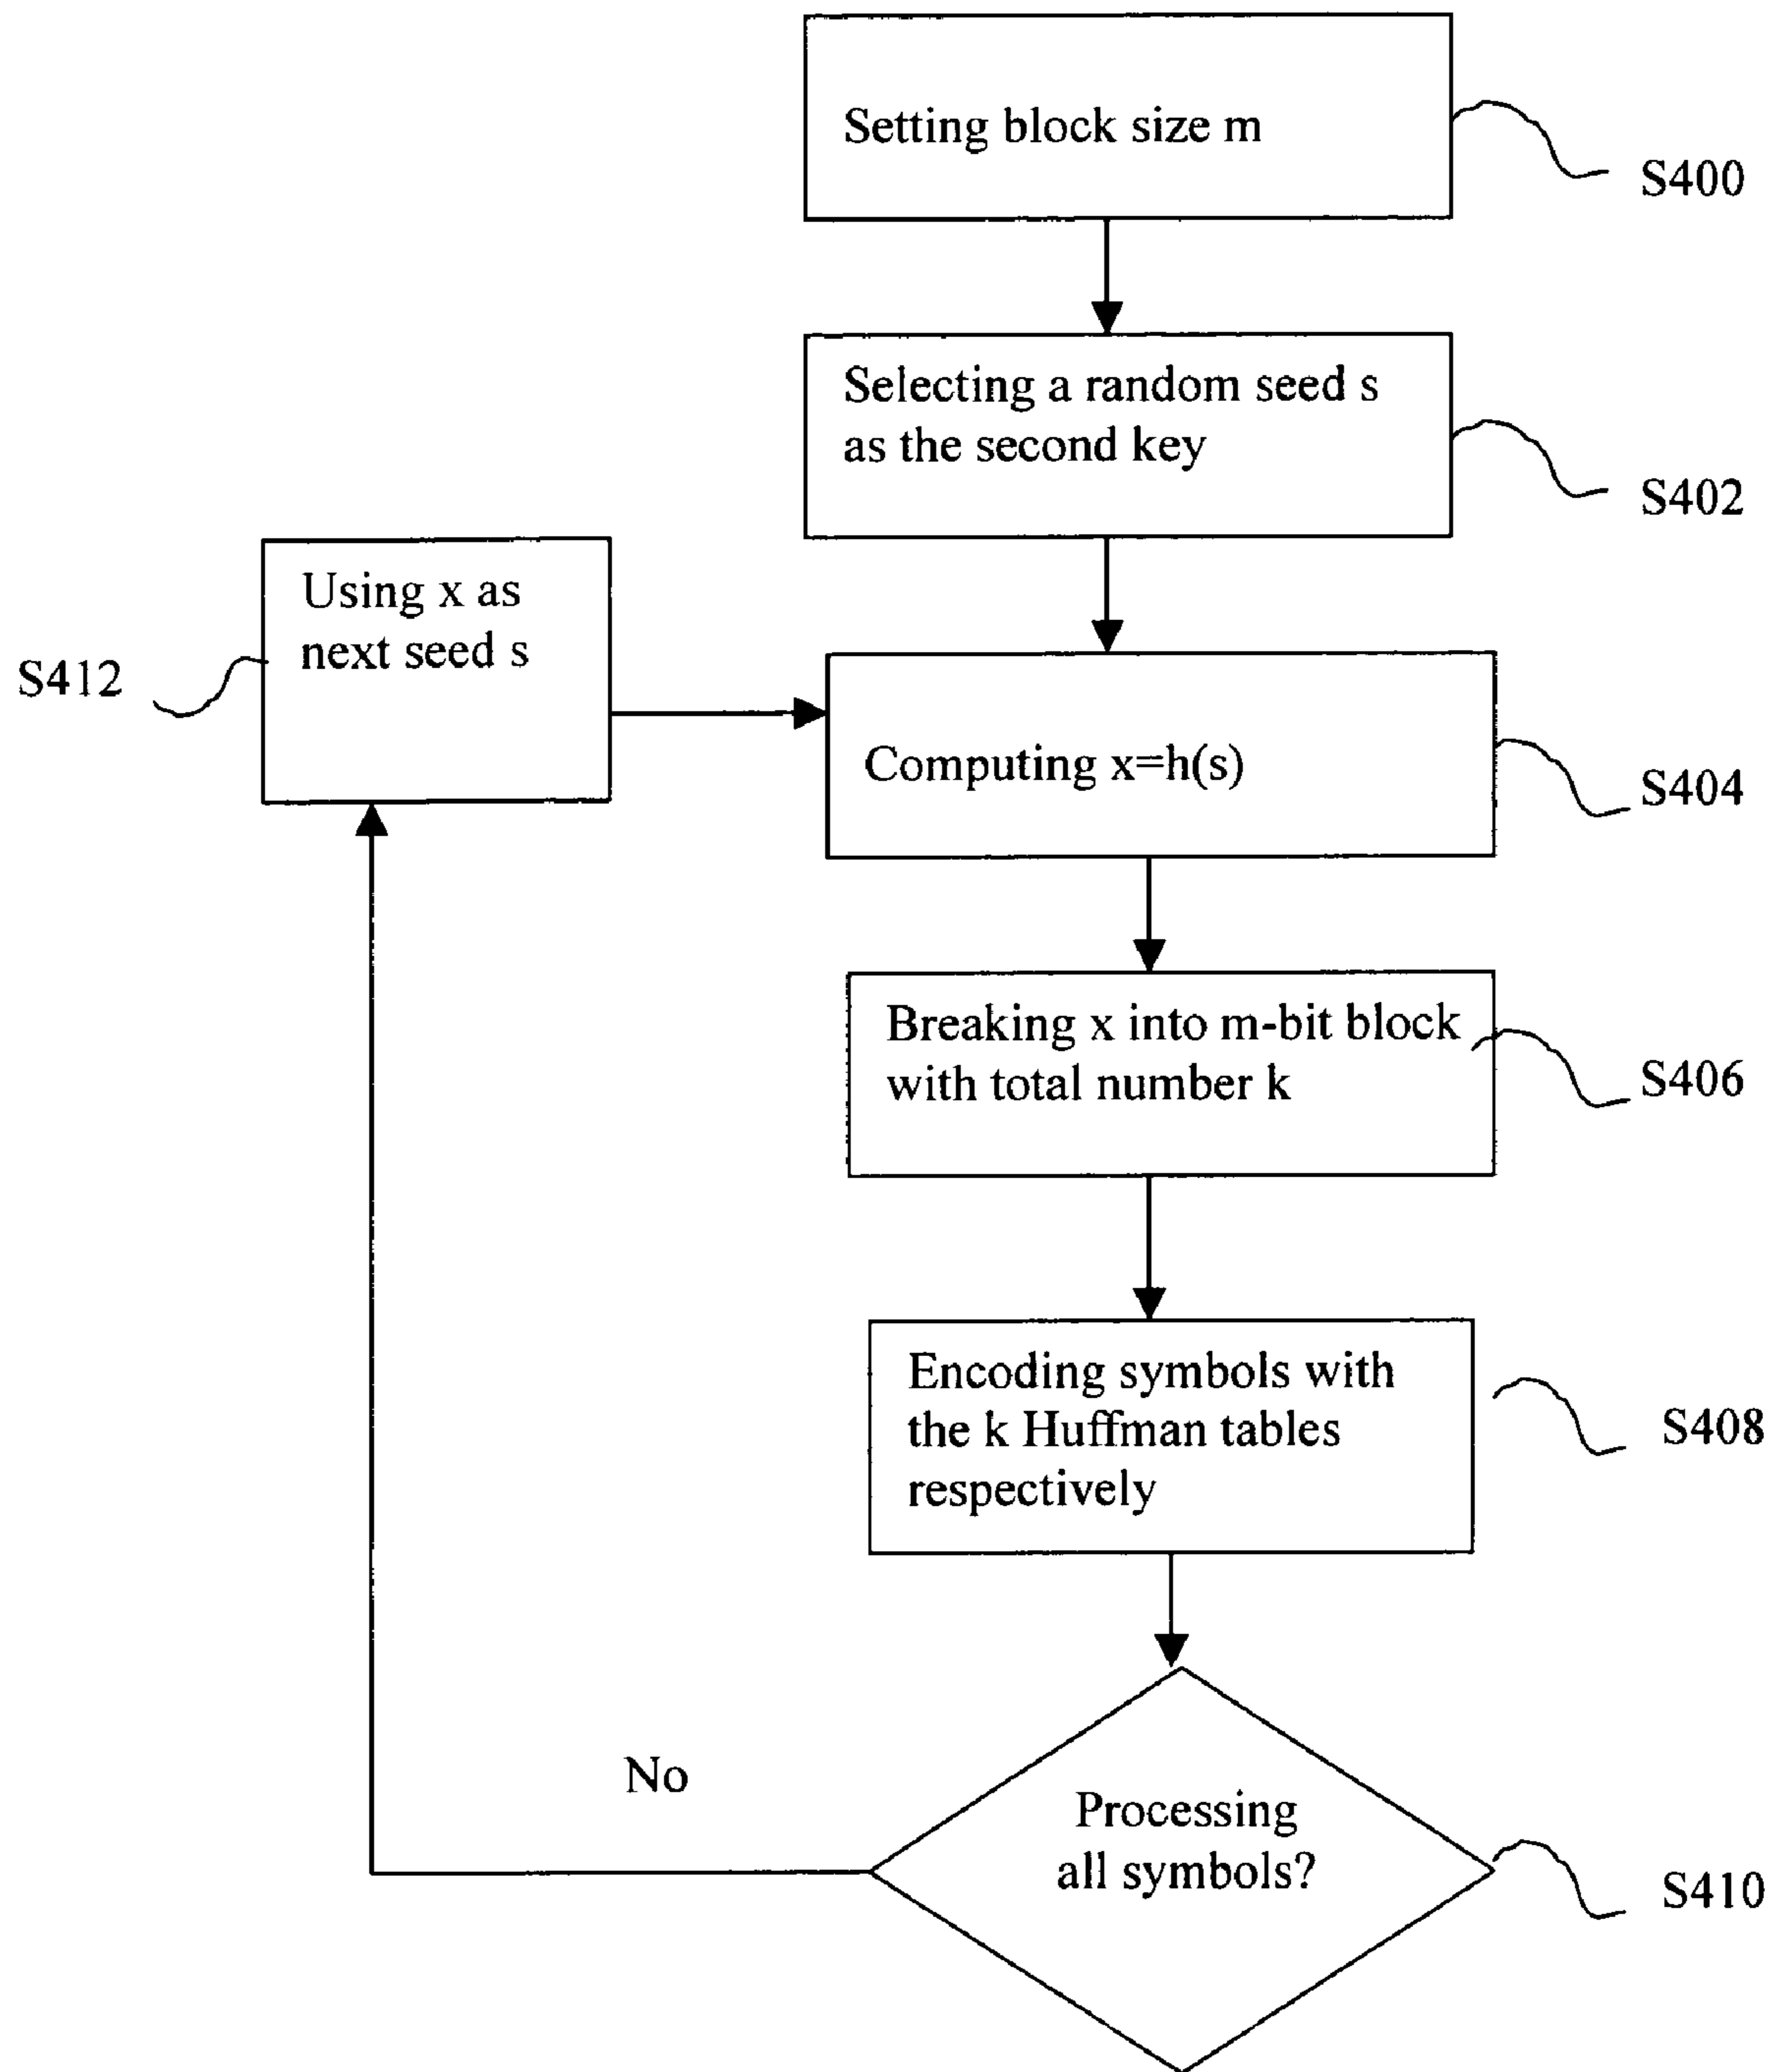 Setting block size m
S400
Selecting a random seed s
as the second key
S402
Using x as
next seed s
S412
Computing x=h(s)
S404
Breaking x into m-bit block
with total number k
S406
Encoding symbols with
the k Huffman tables
respectively
S408
No
Processing
all symbols?
S410